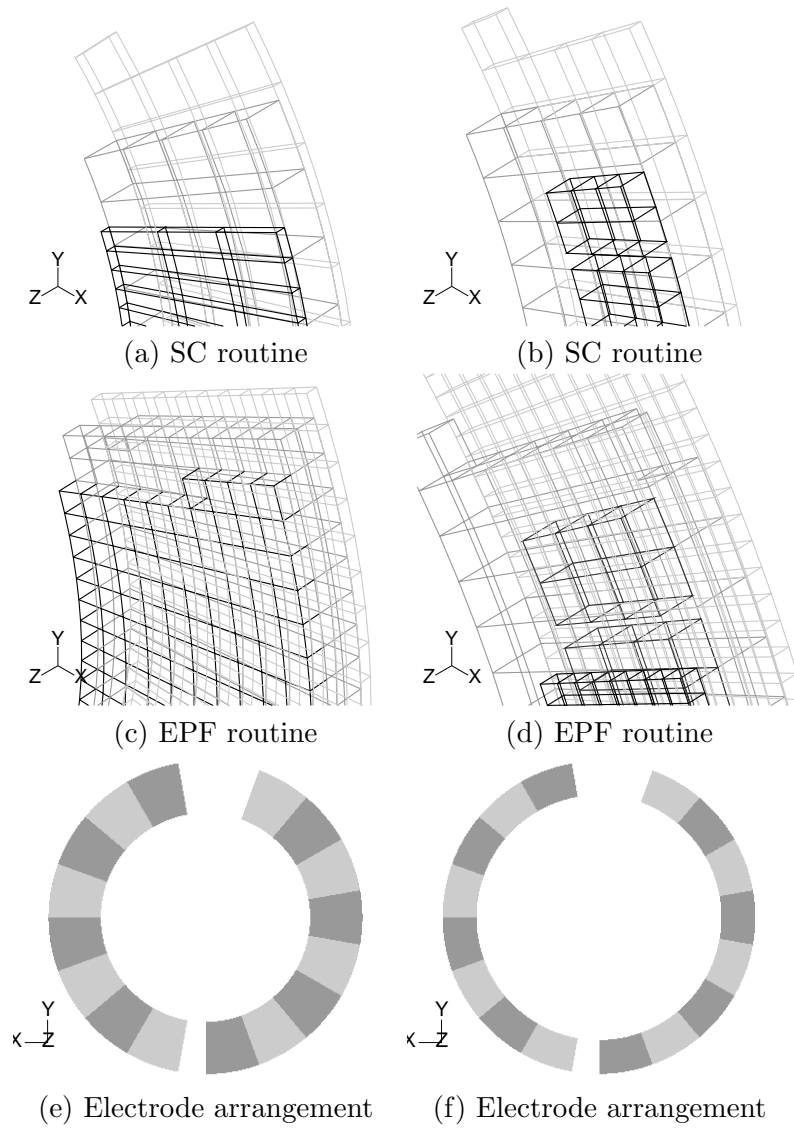 Y
Z X
(a) SC routine
Y
Z X
(b) SC routine
Y
Z X
(c) EPF routine
Y
Z X
(d) EPF routine
Y
X Z
(e) Electrode arrangement
Y
X Z
(f) Electrode arrangement